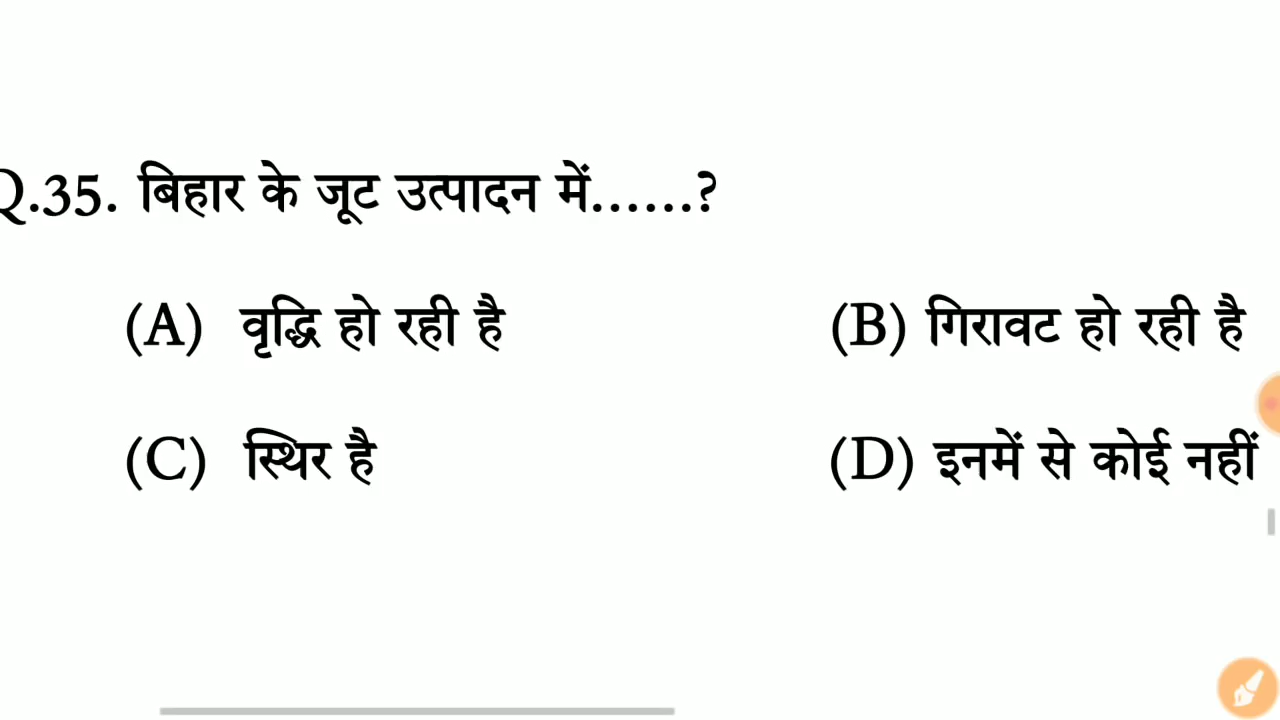 Q.35. बिहार के जूट उत्पादन में......?
(A) वृद्धि हो रही है (B) गिरावट हो रही है
(C) स्थिर है (D) इनमें से कोई नहीं